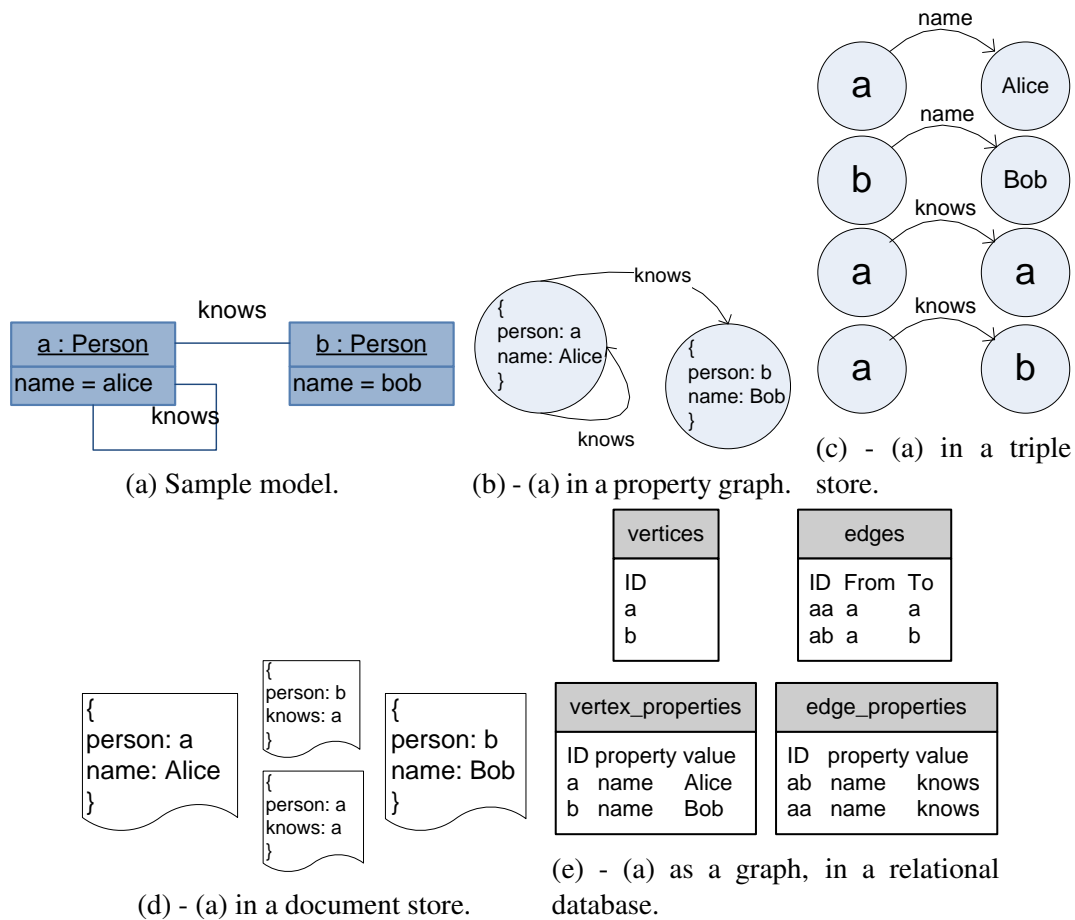 knows
a : Person
name = alice
knows
b : Person
name = bob
(a) Sample model.
{
person: a
name: Alice
}
knows
knows
{
person: b
name: Bob
}
(b) - (a) in a property graph.
name
a
Alice
name
b
Bob
knows
a
a
knows
a
b
(c) - (a) in a triple
store.
{
person: a
name: Alice
}
{
person: b
knows: a
}
{
person: a
knows: a
}
{
person: b
name: Bob
}
(d) - (a) in a document store.
vertices
ID
a
b
edges
ID From To
aa a a
ab a b
vertex_properties
ID property value
a name Alice
b name Bob
edge_properties
ID property value
ab name knows
aa name knows
(e) - (a) as a graph, in a relational
database.